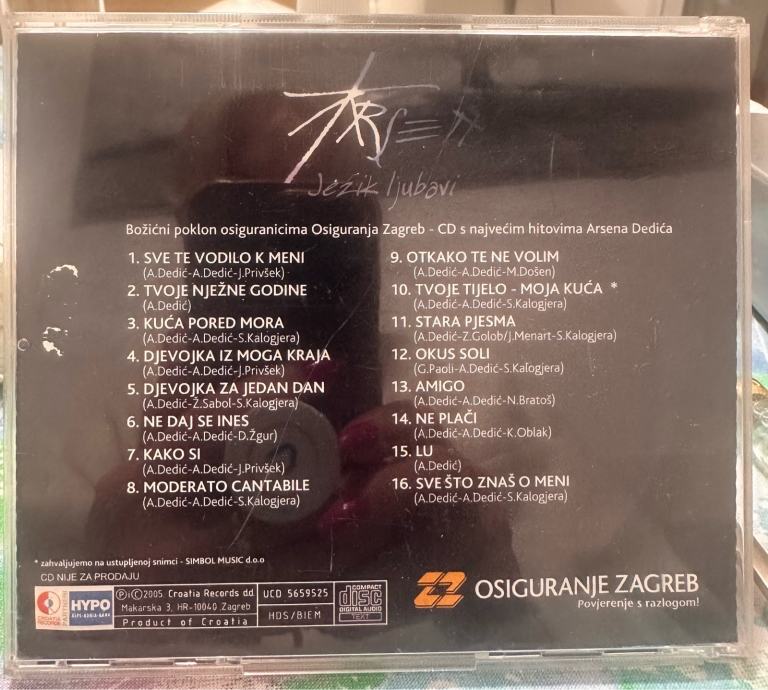 ARSEN
Jezik ljubavi
Božićni poklon osiguranicima Osiguranja Zagreb - CD s najvećim hitovima Arsena Dedića
1. SVE TE VODILO K MENI
(A.Dedić-A.Dedić-J.Privšek)
2. TVOJE NJEŽNE GODINE
(A.Dedić)
3. KUĆA PORED MORA
(A.Dedić-A.Dedić-S.Kalogjera)
4. DJEVOJKA IZ MOGA KRAJA
(A.Dedić-A.Dedić-J.Privšek)
5. DJEVOJKA ZA JEDAN DAN
(A.Dedić-Ž.Sabol-S.Kalogjera)
6. NE DAJ SE INES
(A.Dedić-A.Dedić-D.Žgur)
7. KAKO SI
(A.Dedić-A.Dedić-J.Privšek)
8. MODERATO CANTABILE
(A.Dedić-A.Dedić-S.Kalogjera)
9. OTKAKO TE NE VOLIM
(A.Dedić-A.Dedić-M.Došen)
10. TVOJE TIJELO - MOJA KUĆA *
(A.Dedić-A.Dedić-S.Kalogjera)
11. STARA PJESMA
(A.Dedić-Z.Golob/J.Menart-S.Kalogjera)
12. OKUS SOLI
(G.Paoli-A.Dedić-S.Kalogjera)
13. AMIGO
(A.Dedić-A.Dedić-N.Bratoš)
14. NE PLAČI
(A.Dedić-A.Dedić-K.Oblak)
15. LU
(A.Dedić)
16. SVE ŠTO ZNAŠ O MENI
(A.Dedić-A.Dedić-S.Kalogjera)
* zahvaljujemo na ustupljenoj snimci - SIMBOL MUSIC d.o.o
CD NIJE ZA PRODAJU
CROATIA RECORDS
PARTNERI
HYPO
HYPO-ADRIA-BANK
Ⓟ i Ⓒ 2005. Croatia Records dd
Makarska 3, HR-10040 Zagreb
Product of Croatia
UCD 5659525
HDS/BIEM
COMPACT
disc
DIGITAL AUDIO
TEXT
OSIGURANJE ZAGREB
Povjerenje s razlogom!